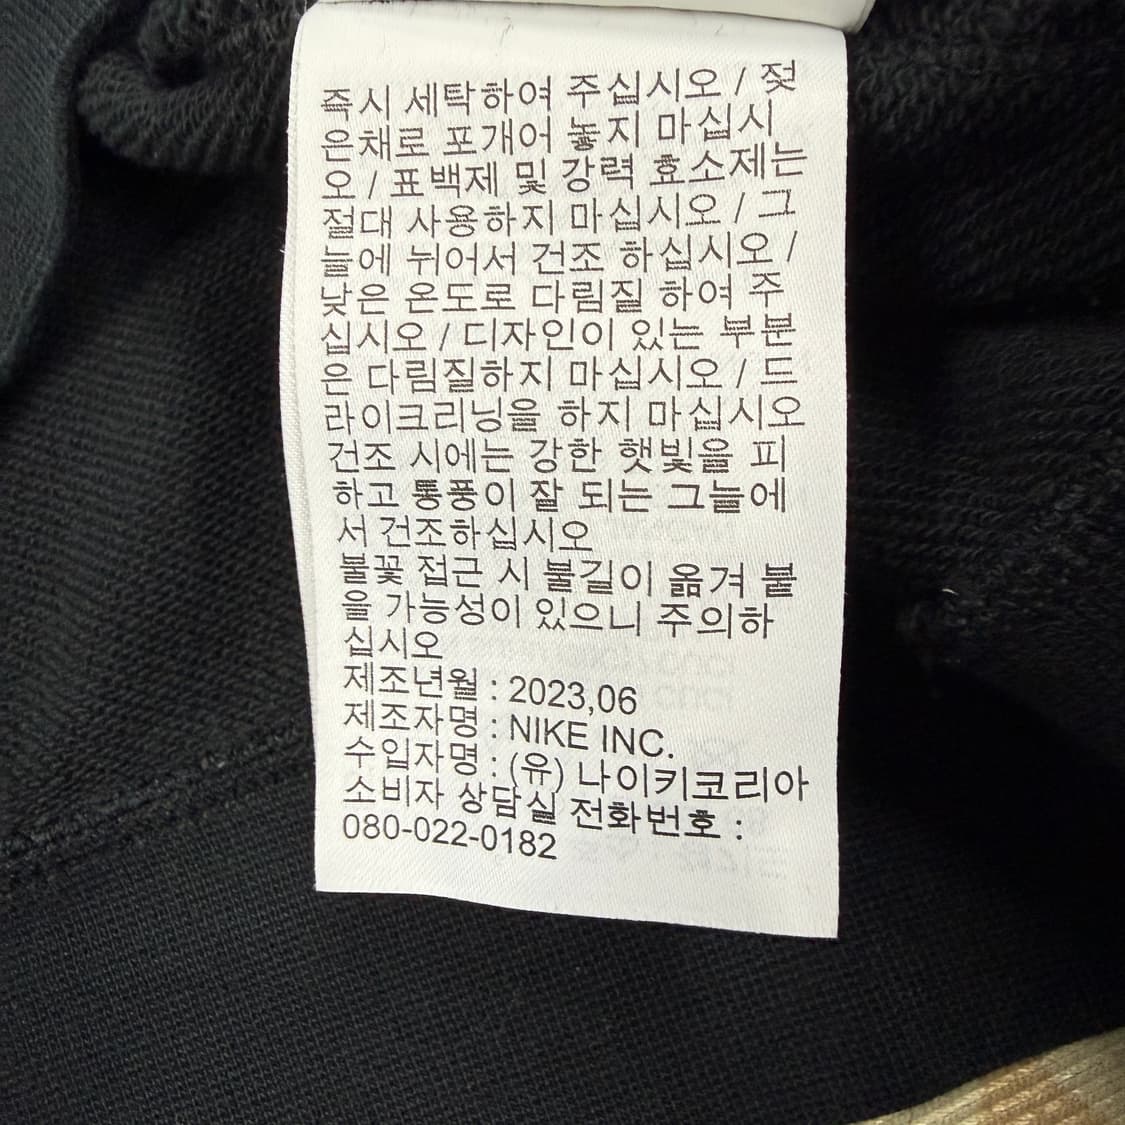 즉시 세탁하여 주십시오 / 젖
은채로 포개어 놓지 마십시
오 / 표백제 및 강력 효소제는
절대 사용하지 마십시오 / 그
늘에 뉘어서 건조 하십시오 /
낮은 온도로 다림질 하여 주
십시오 / 디자인이 있는 부분
은 다림질하지 마십시오 / 드
라이크리닝을 하지 마십시오
건조 시에는 강한 햇빛을 피
하고 통풍이 잘 되는 그늘에
서 건조하십시오
불꽃 접근 시 불길이 옮겨 붙
을 가능성이 있으니 주의하
십시오
제조년월 : 2023,06
제조자명 : NIKE INC.
수입자명 : (유) 나이키코리아
소비자 상담실 전화번호 :
080-022-0182